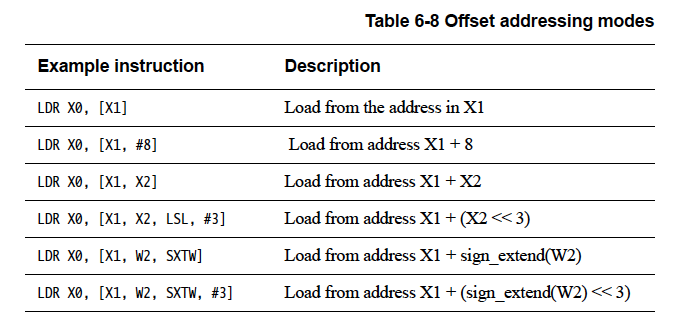 Table 6-8 Offset addressing modes
Example instruction Description
LDR X0, [X1] Load from the address in X1
LDR X0, [X1, #8] Load from address X1 + 8
LDR X0, [X1, X2] Load from address X1 + X2
LDR X0, [X1, X2, LSL, #3] Load from address X1 + (X2 << 3)
LDR X0, [X1, W2, SXTW] Load from address X1 + sign_extend(W2)
LDR X0, [X1, W2, SXTW, #3] Load from address X1 + (sign_extend(W2) << 3)